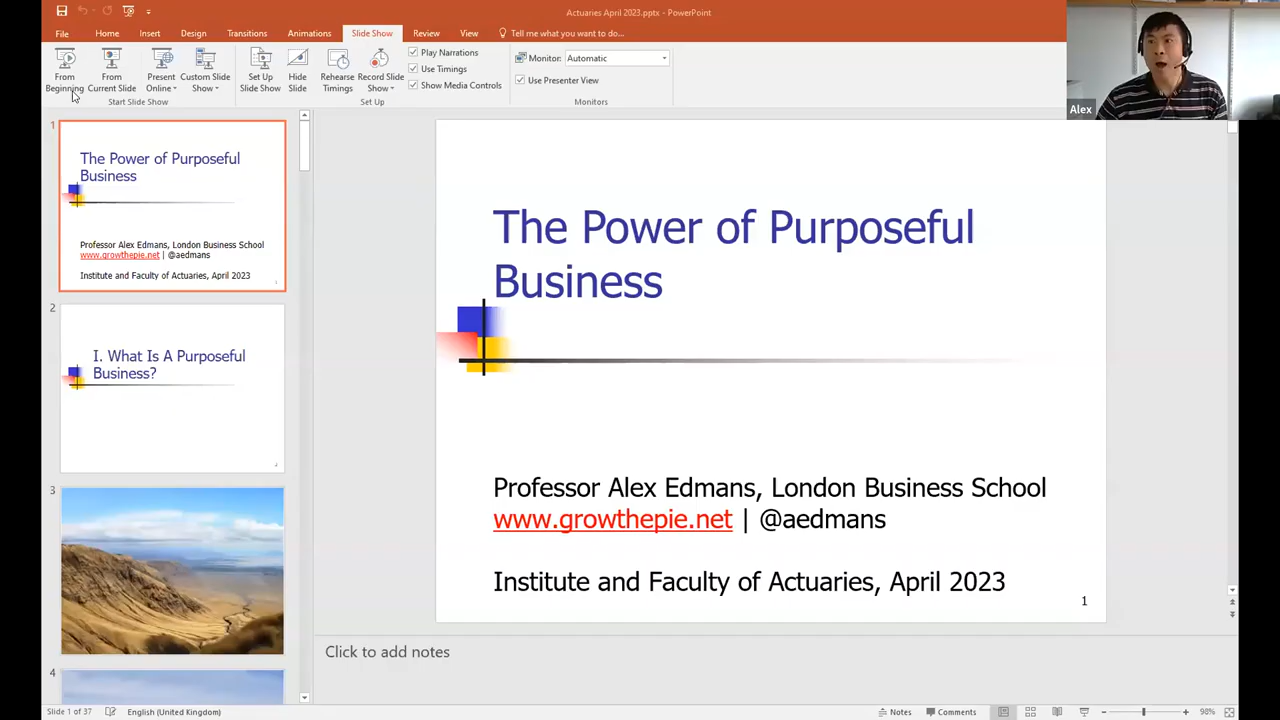 Actuaries April 2023.pptx - PowerPoint
File Home Insert Design Transitions Animations Slide Show Review View Tell me what you want to do...
From Beginning
From Current Slide
Present Online
Custom Slide Show
Start Slide Show
Set Up Slide Show
Hide Slide
Rehearse Timings
Record Slide Show
Play Narrations
Use Timings
Show Media Controls
Set Up
Monitor: Automatic
Use Presenter View
Monitors
Alex
1
The Power of Purposeful
Business
Professor Alex Edmans, London Business School
www.growthepie.net | @aedmans
Institute and Faculty of Actuaries, April 2023
1
2
I. What Is A Purposeful
Business?
2
3
4
The Power of Purposeful
Business
Professor Alex Edmans, London Business School
www.growthepie.net | @aedmans
Institute and Faculty of Actuaries, April 2023
1
Click to add notes
Slide 1 of 37 English (United Kingdom) Notes Comments 98%